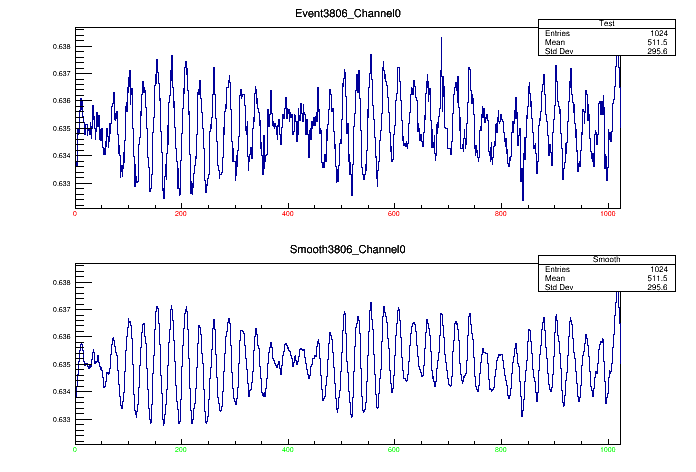 Event3806_Channel0
Test
Entries 1024
Mean 511.5
Std Dev 295.6
0.638
0.637
0.636
0.635
0.634
0.633
0 200 400 600 800 1000
Smooth3806_Channel0
Smooth
Entries 1024
Mean 511.5
Std Dev 295.6
0.638
0.637
0.636
0.635
0.634
0.633
0 200 400 600 800 1000